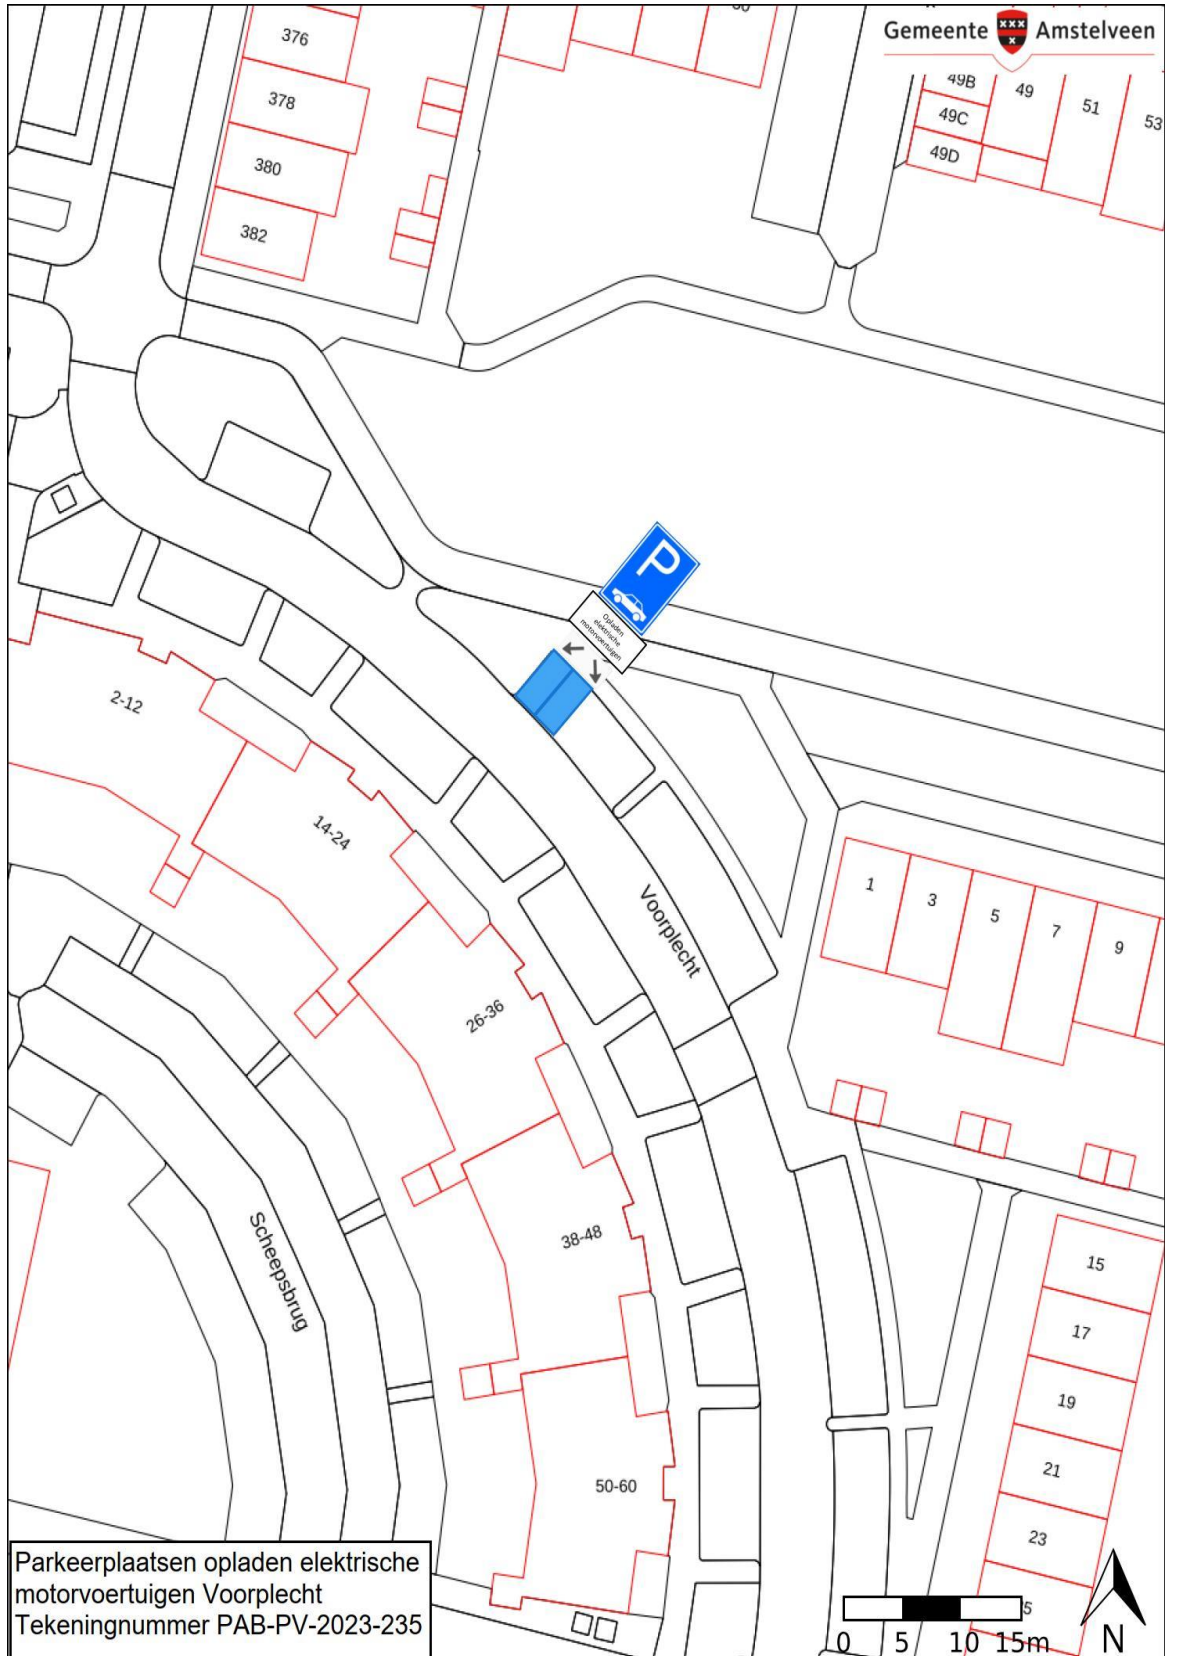 Gemeente Amstelveen
376
378
380
382
49B
49C
49D
49
51
53
P
Opladen
elektrische
motorvoertuigen
2-12
14-24
26-36
38-48
50-60
Voorplecht
Scheepsbrug
1
3
5
7
9
15
17
19
21
23
Parkeerplaatsen opladen elektrische
motorvoertuigen Voorplecht
Tekeningnummer PAB-PV-2023-235
0 5 10 15m
N